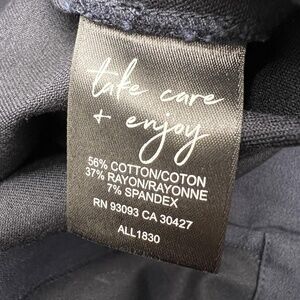 take care
+ enjoy
56% COTTON/COTON
37% RAYON/RAYONNE
7% SPANDEX
RN 93093 CA 30427
ALL1830